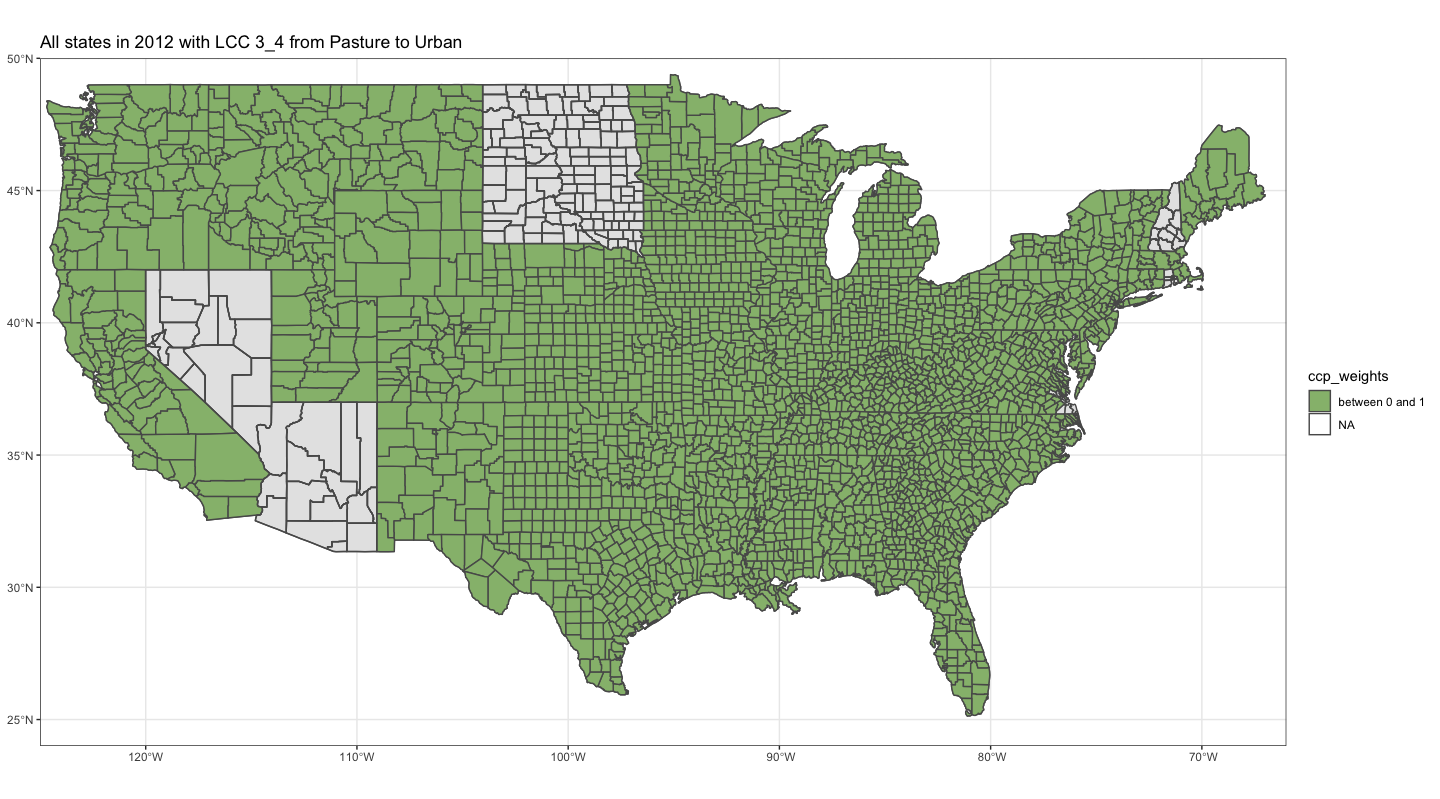 All states in 2012 with LCC 3_4 from Pasture to Urban
50°N
45°N
40°N
35°N
30°N
25°N
120°W
110°W
100°W
90°W
80°W
70°W
ccp_weights
between 0 and 1
NA